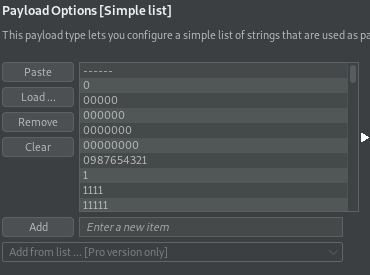 Payload Options [Simple list]
This payload type lets you configure a simple list of strings that are used as pa
Paste
Load ...
Remove
Clear
------
0
00000
000000
0000000
00000000
0987654321
1
1111
11111
Add
Enter a new item
Add from list ... [Pro version only]